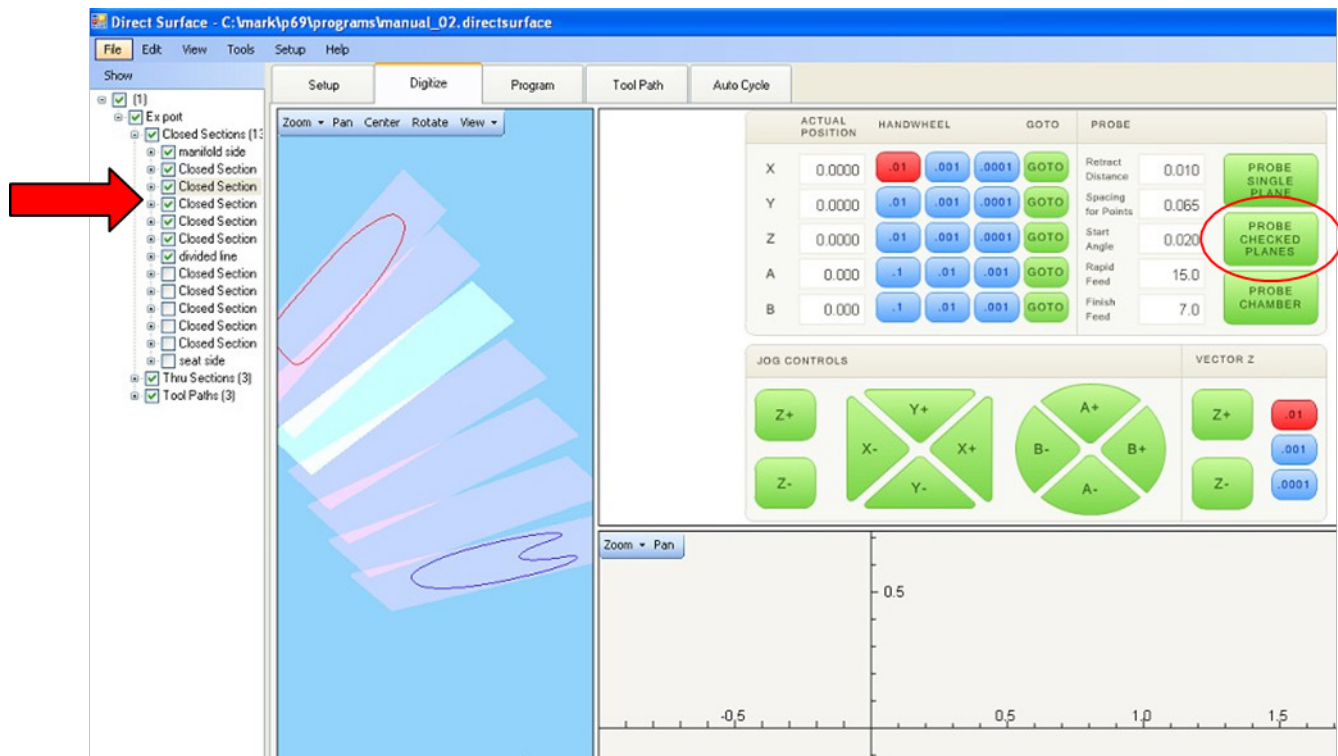 Direct Surface - C:\mark\p69\programs\manual_02.directsurface
File Edit View Tools Setup Help
Show
Setup Digitize Program Tool Path Auto Cycle
(1)
Ex port
Closed Sections (13
manifold side
Closed Section
Closed Section
Closed Section
Closed Section
Closed Section
divided line
Closed Section
Closed Section
Closed Section
Closed Section
Closed Section
seat side
Thru Sections (3)
Tool Paths (3)
Zoom Pan Center Rotate View
ACTUAL POSITION HANDWHEEL GOTO PROBE
X 0.0000 .01 .001 .0001 GOTO Retract Distance 0.010 PROBE SINGLE PLANE
Y 0.0000 .01 .001 .0001 GOTO Spacing for Points 0.065
Z 0.0000 .01 .001 .0001 GOTO Start Angle 0.020 PROBE CHECKED PLANES
A 0.000 .1 .01 .001 GOTO Rapid Feed 15.0
B 0.000 .1 .01 .001 GOTO Finish Feed 7.0 PROBE CHAMBER
JOG CONTROLS VECTOR Z
Z+ Y+ A+ Z+ .01
X- X+ B- B+ .001
Z- Y- A- Z- .0001
Zoom Pan
0.5
-0.5 0.5 1.0 1.5